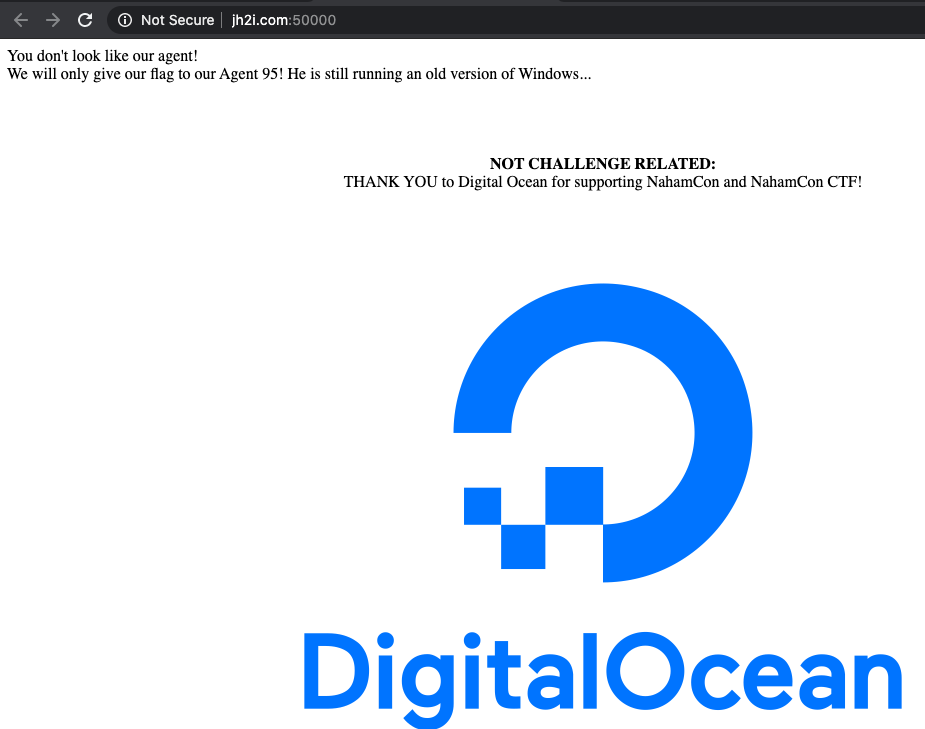 Not Secure | jh2i.com:50000
You don't look like our agent!
We will only give our flag to our Agent 95! He is still running an old version of Windows...
NOT CHALLENGE RELATED:
THANK YOU to Digital Ocean for supporting NahamCon and NahamCon CTF!
DigitalOcean